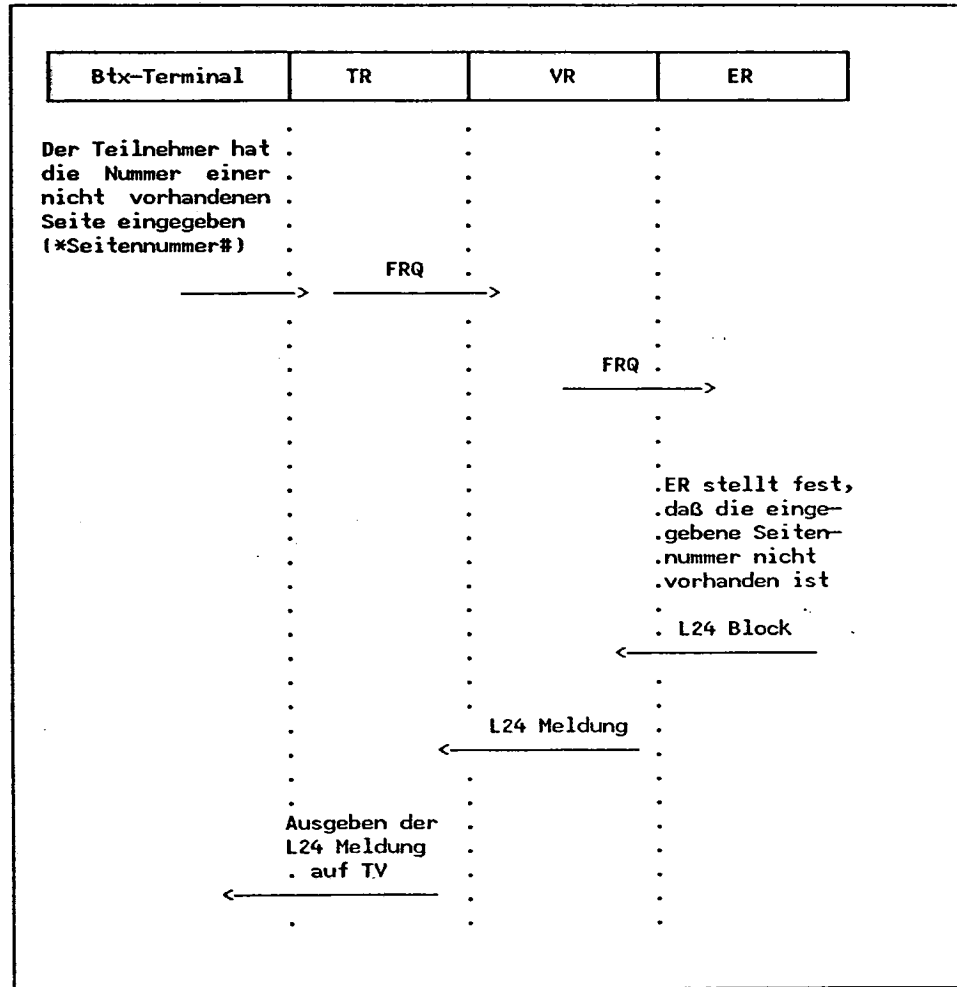 Btx-Terminal TR VR ER
Der Teilnehmer hat
die Nummer einer
nicht vorhandenen
Seite eingegeben
(*Seitennummer#)
FRQ
FRQ
ER stellt fest,
daß die einge-
gebene Seiten-
nummer nicht
vorhanden ist
L24 Block
L24 Meldung
Ausgeben der
L24 Meldung
auf TV